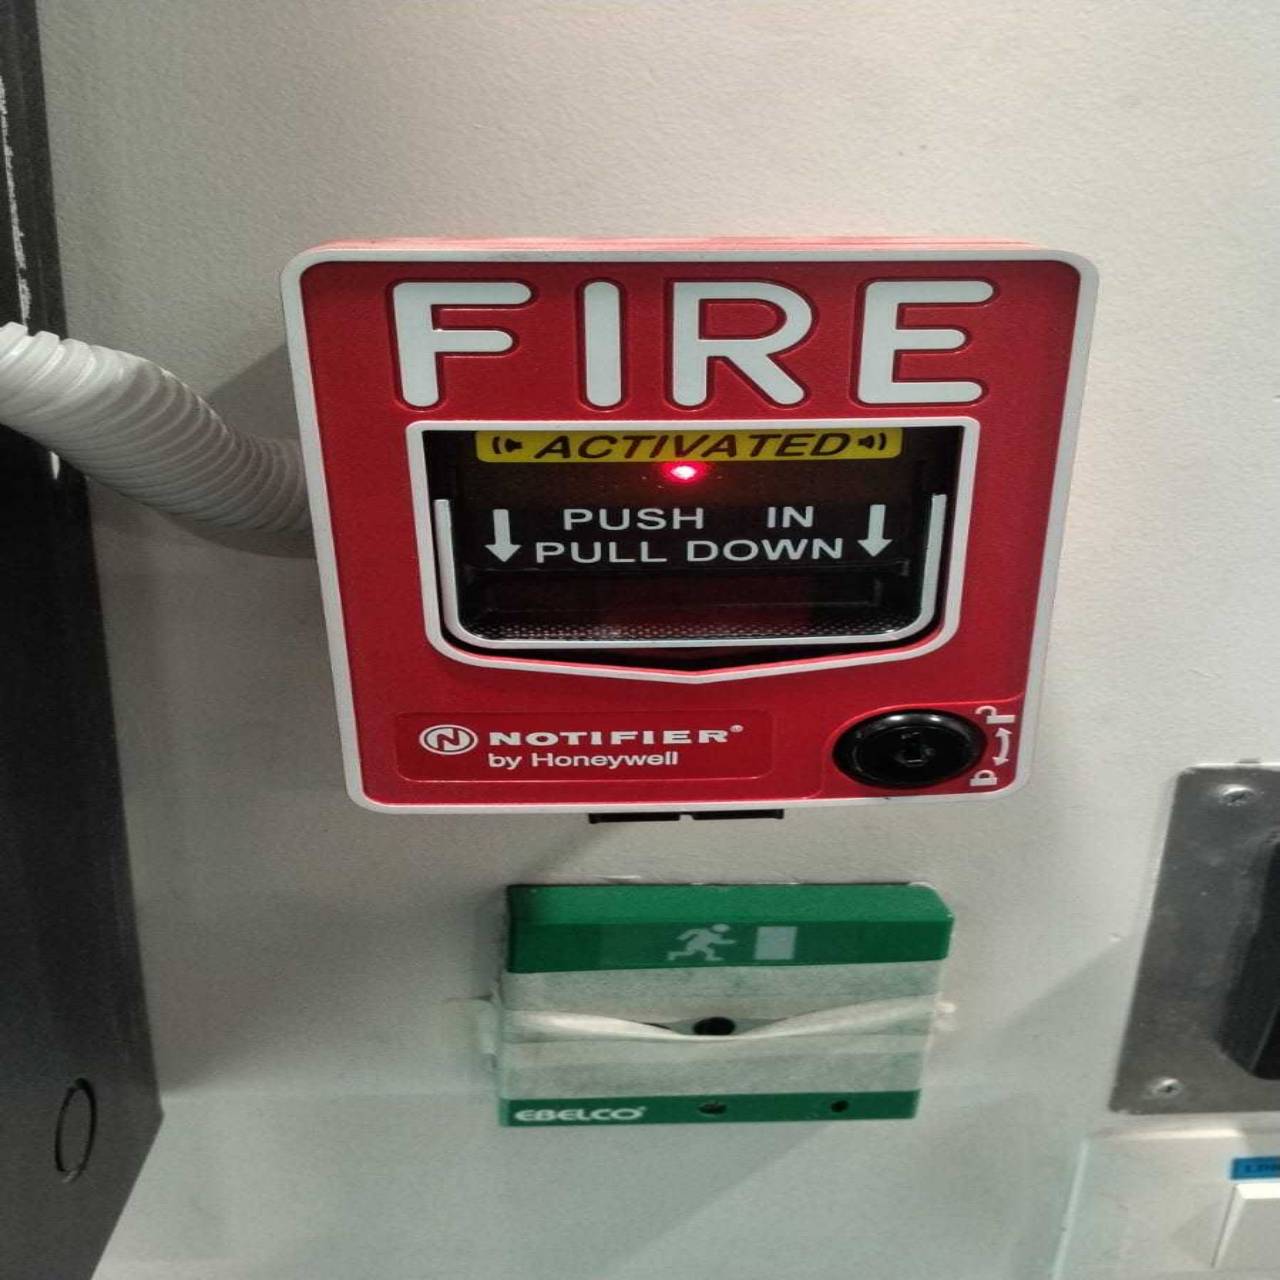 FIRE
ACTIVATED
PUSH IN
PULL DOWN
NOTIFIER®
by Honeywell
EBELCO